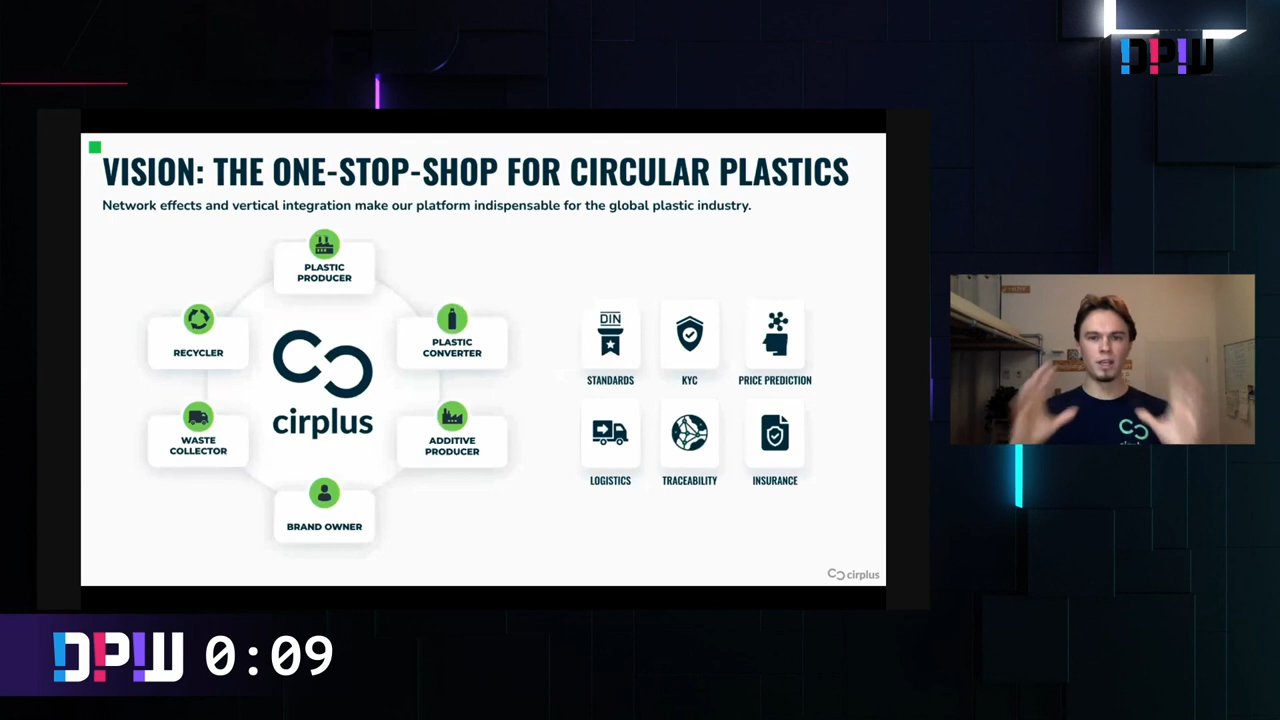 DPW
VISION: THE ONE-STOP-SHOP FOR CIRCULAR PLASTICS
Network effects and vertical integration make our platform indispensable for the global plastic industry.
PLASTIC
PRODUCER
RECYCLER
PLASTIC
CONVERTER
cirplus
WASTE
COLLECTOR
ADDITIVE
PRODUCER
BRAND OWNER
DIN
STANDARDS
KYC
PRICE PREDICTION
LOGISTICS
TRACEABILITY
INSURANCE
cirplus
DPW 0:09